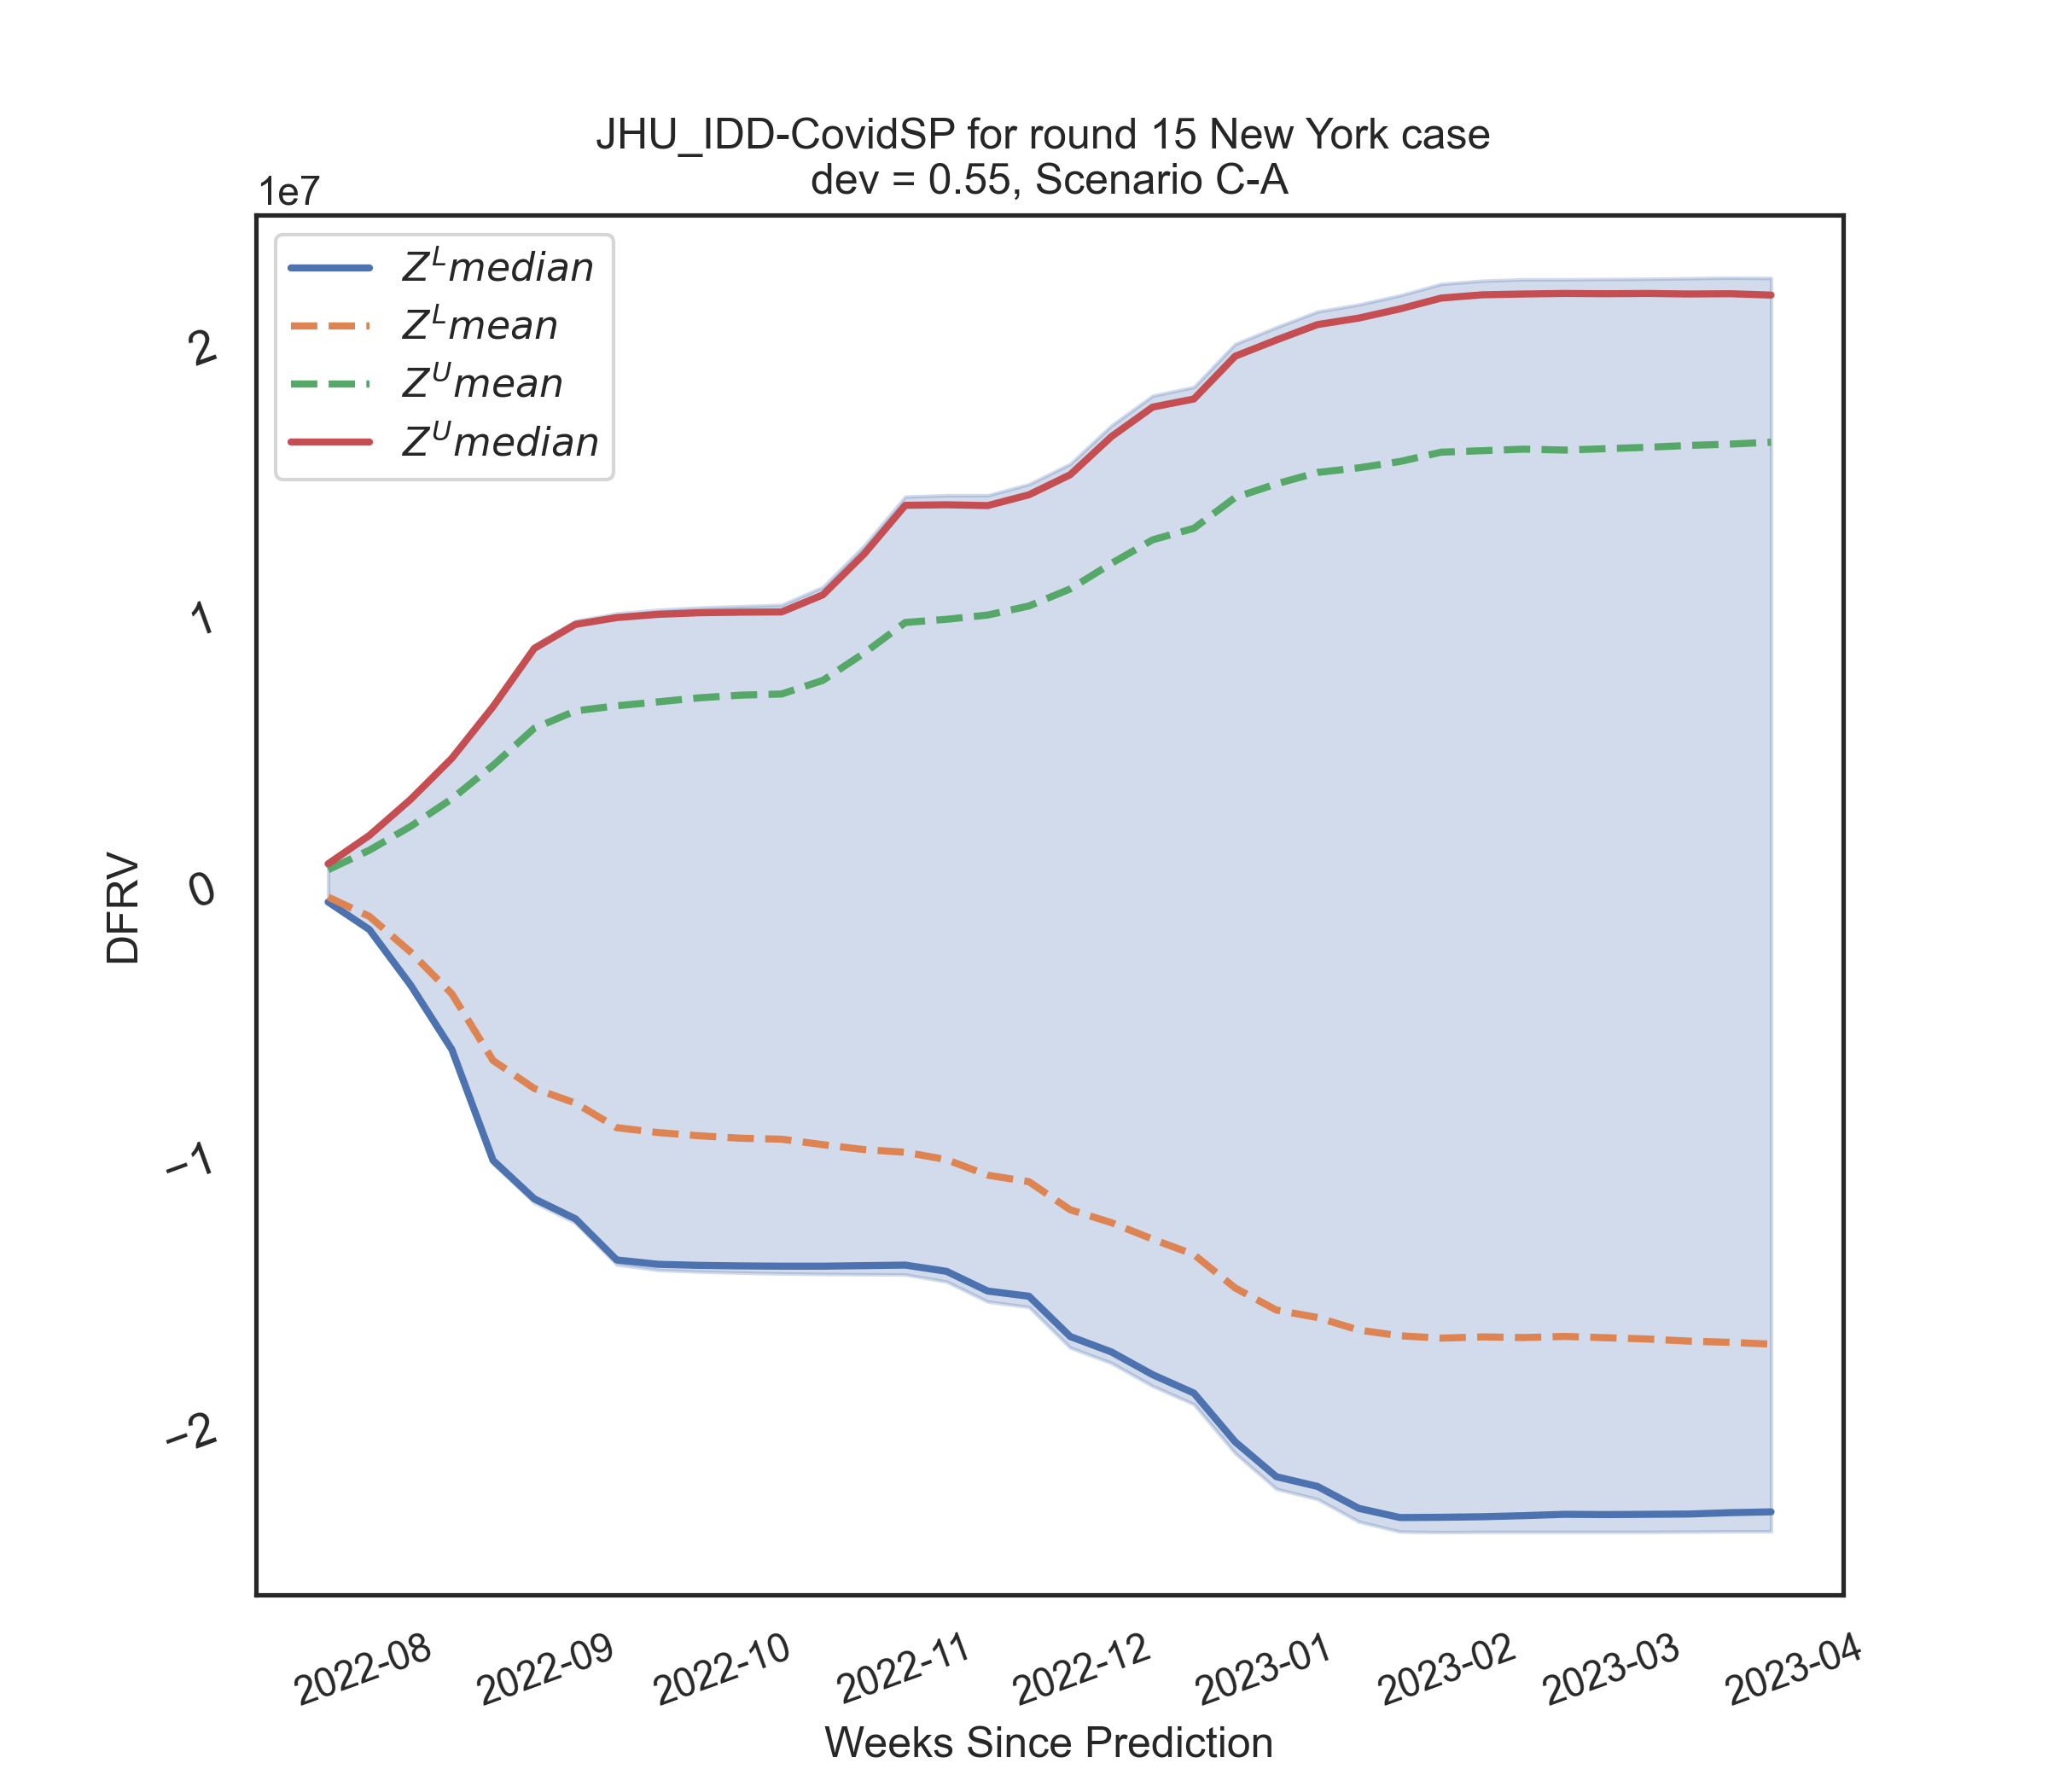 JHU_IDD-CovidSP for round 15 New York case
dev = 0.55, Scenario C-A
1e7
Z^L median
Z^L mean
Z^U mean
Z^U median
2
1
0
−1
−2
DFRV
2022-08
2022-09
2022-10
2022-11
2022-12
2023-01
2023-02
2023-03
2023-04
Weeks Since Prediction